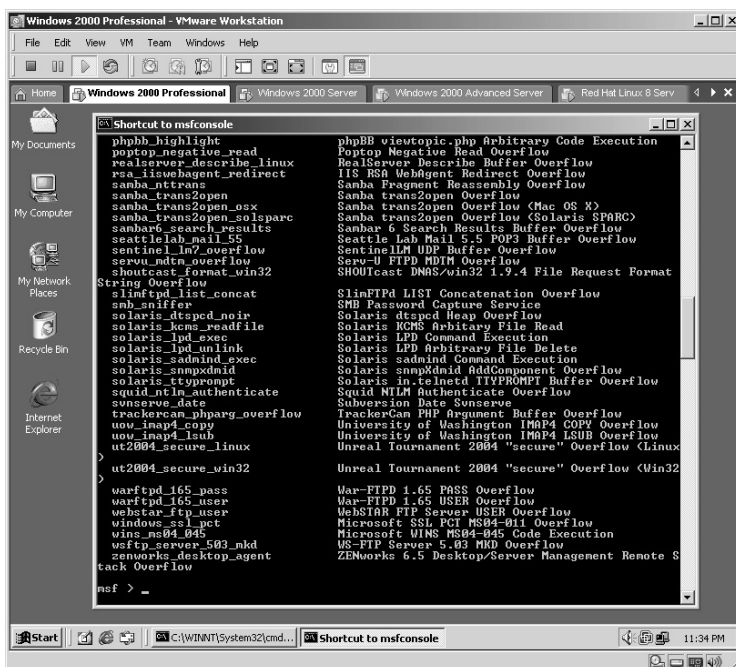 Windows 2000 Professional - VMware Workstation
File Edit View VM Team Windows Help
Home Windows 2000 Professional Windows 2000 Server Windows 2000 Advanced Server Red Hat Linux 8 Serv
My Documents
My Computer
My Network
Places
Recycle Bin
Internet
Explorer
Shortcut to msfconsole
phpbb_highlight phpBB viewtopic.php Arbitrary Code Execution
poptop_negative_read Poptop Negative Read Overflow
realserver_describe_linux RealServer Describe Buffer Overflow
rsa_iiswebagent_redirect IIS RSA WebAgent Redirect Overflow
samba_nttrans Samba Fragment Reassembly Overflow
samba_trans2open Samba trans2open Overflow
samba_trans2open_osx Samba trans2open Overflow (Mac OS X)
samba_trans2open_solsparc Samba trans2open Overflow (Solaris SPARC)
sambar6_search_results Sambar 6 Search Results Buffer Overflow
seattlelab_mail_55 Seattle Lab Mail 5.5 POP3 Buffer Overflow
sentinel_lm7_overflow SentinelLM UDP Buffer Overflow
servu_mdtm_overflow Serv-U FTPD MDTM Overflow
shoutcast_format_win32 SHOUTcast DNAS/win32 1.9.4 File Request Format
String Overflow
slimftpd_list_concat SlimFTPd LIST Concatenation Overflow
smb_sniffer SMB Password Capture Service
solaris_dtspcd_noir Solaris dtspcd Heap Overflow
solaris_kcms_readfile Solaris KCMS Arbitary File Read
solaris_lpd_exec Solaris LPD Command Execution
solaris_lpd_unlink Solaris LPD Arbitrary File Delete
solaris_sadmind_exec Solaris sadmind Command Execution
solaris_snmpxdmid Solaris snmpXdmid AddComponent Overflow
solaris_ttyprompt Solaris in.telnetd TTYPROMPT Buffer Overflow
squid_ntlm_authenticate Squid NTLM Authenticate Overflow
svnserve_date Subversion Date Svnserve
trackercam_phparg_overflow TrackerCam PHP Argument Buffer Overflow
uow_imap4_copy University of Washington IMAP4 COPY Overflow
uow_imap4_lsub University of Washington IMAP4 LSUB Overflow
ut2004_secure_linux Unreal Tournament 2004 "secure" Overflow (Linux
)
ut2004_secure_win32 Unreal Tournament 2004 "secure" Overflow (Win32
)
warftpd_165_pass War-FTPD 1.65 PASS Overflow
warftpd_165_user War-FTPD 1.65 USER Overflow
webstar_ftp_user WebSTAR FTP Server USER Overflow
windows_ssl_pct Microsoft SSL PCT MS04-011 Overflow
wins_ms04_045 Microsoft WINS MS04-045 Code Execution
wsftp_server_503_mkd WS-FTP Server 5.03 MKD Overflow
zenworks_desktop_agent ZENworks 6.5 Desktop/Server Management Remote S
tack Overflow
msf > _
Start C:\WINNT\System32\cmd... Shortcut to msfconsole 11:34 PM